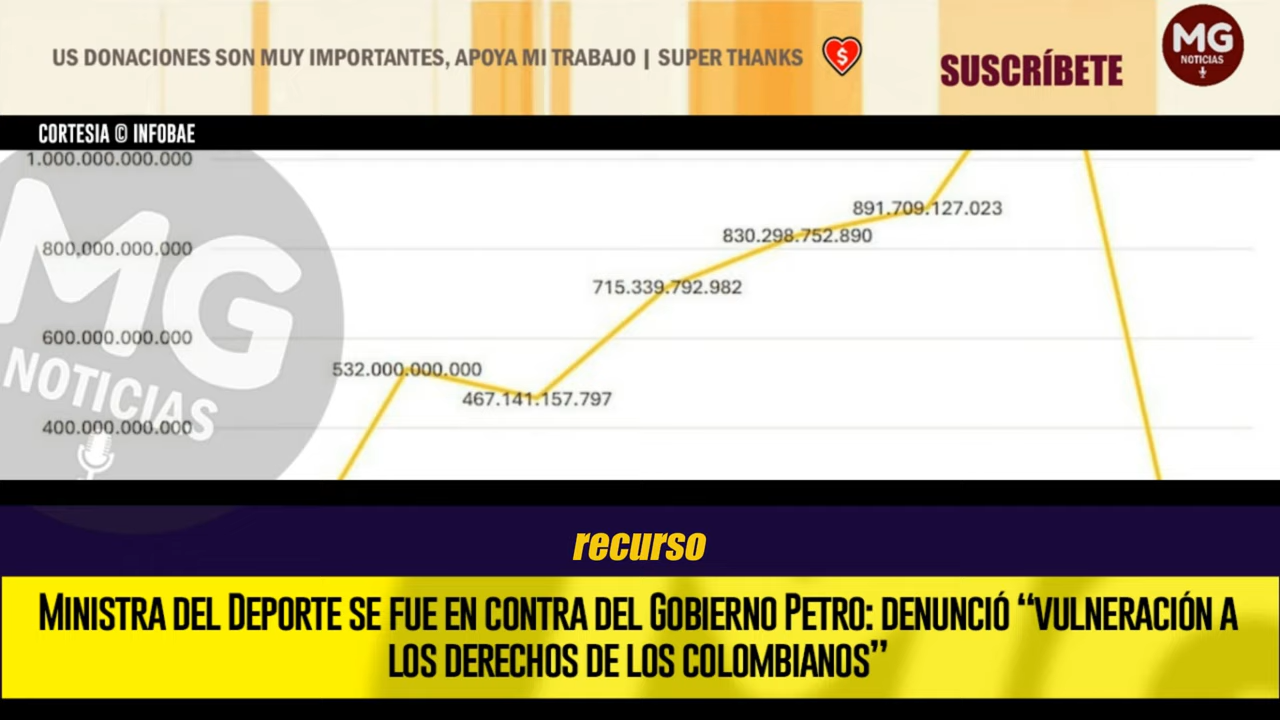 US DONACIONES SON MUY IMPORTANTES, APOYA MI TRABAJO | SUPER THANKS
$
SUSCRÍBETE
MG
NOTICIAS
CORTESIA © INFOBAE
1.000.000.000.000
891.709.127.023
830.298.752.890
800.000.000.000
715.339.792.982
600.000.000.000
532.000.000.000
467.141.157.797
400.000.000.000
MG
NOTICIAS
recurso
MINISTRA DEL DEPORTE SE FUE EN CONTRA DEL GOBIERNO PETRO: DENUNCIÓ “VULNERACIÓN A
LOS DERECHOS DE LOS COLOMBIANOS”